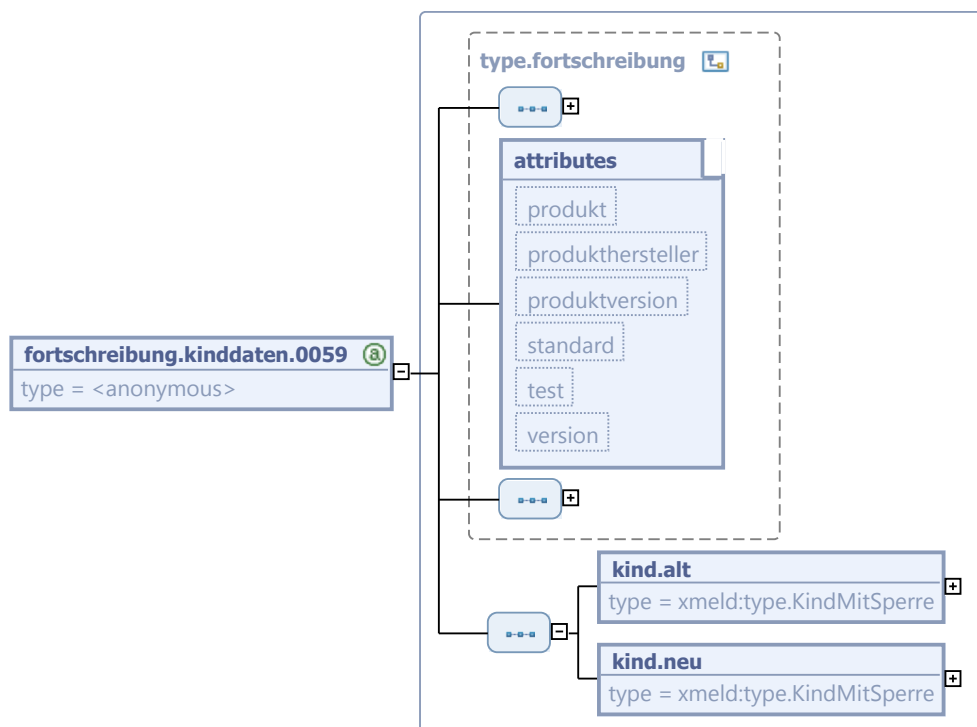 type.fortschreibung
attributes
produkt
produkthersteller
produktversion
standard
test
version
fortschreibung.kinddaten.0059
type = <anonymous>
kind.alt
type = xmeld:type.KindMitSperre
kind.neu
type = xmeld:type.KindMitSperre